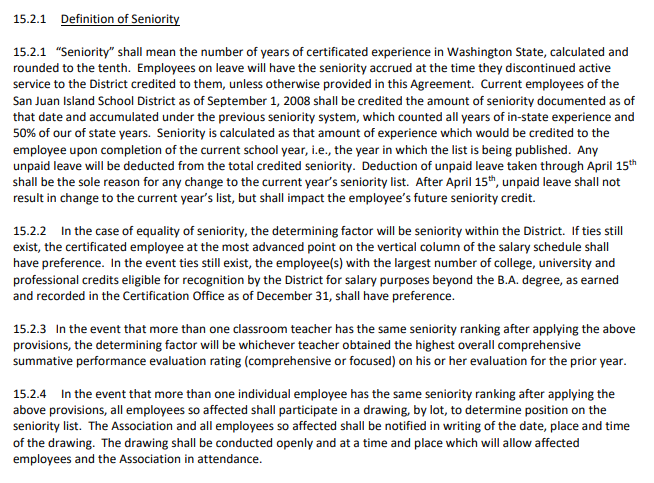 15.2.1 Definition of Seniority
15.2.1 “Seniority” shall mean the number of years of certificated experience in Washington State, calculated and
rounded to the tenth. Employees on leave will have the seniority accrued at the time they discontinued active
service to the District credited to them, unless otherwise provided in this Agreement. Current employees of the
San Juan Island School District as of September 1, 2008 shall be credited the amount of seniority documented as of
that date and accumulated under the previous seniority system, which counted all years of in-state experience and
50% of our of state years. Seniority is calculated as that amount of experience which would be credited to the
employee upon completion of the current school year, i.e., the year in which the list is being published. Any
unpaid leave will be deducted from the total credited seniority. Deduction of unpaid leave taken through April 15th
shall be the sole reason for any change to the current year’s seniority list. After April 15th, unpaid leave shall not
result in change to the current year’s list, but shall impact the employee’s future seniority credit.
15.2.2 In the case of equality of seniority, the determining factor will be seniority within the District. If ties still
exist, the certificated employee at the most advanced point on the vertical column of the salary schedule shall
have preference. In the event ties still exist, the employee(s) with the largest number of college, university and
professional credits eligible for recognition by the District for salary purposes beyond the B.A. degree, as earned
and recorded in the Certification Office as of December 31, shall have preference.
15.2.3 In the event that more than one classroom teacher has the same seniority ranking after applying the above
provisions, the determining factor will be whichever teacher obtained the highest overall comprehensive
summative performance evaluation rating (comprehensive or focused) on his or her evaluation for the prior year.
15.2.4 In the event that more than one individual employee has the same seniority ranking after applying the
above provisions, all employees so affected shall participate in a drawing, by lot, to determine position on the
seniority list. The Association and all employees so affected shall be notified in writing of the date, place and time
of the drawing. The drawing shall be conducted openly and at a time and place which will allow affected
employees and the Association in attendance.